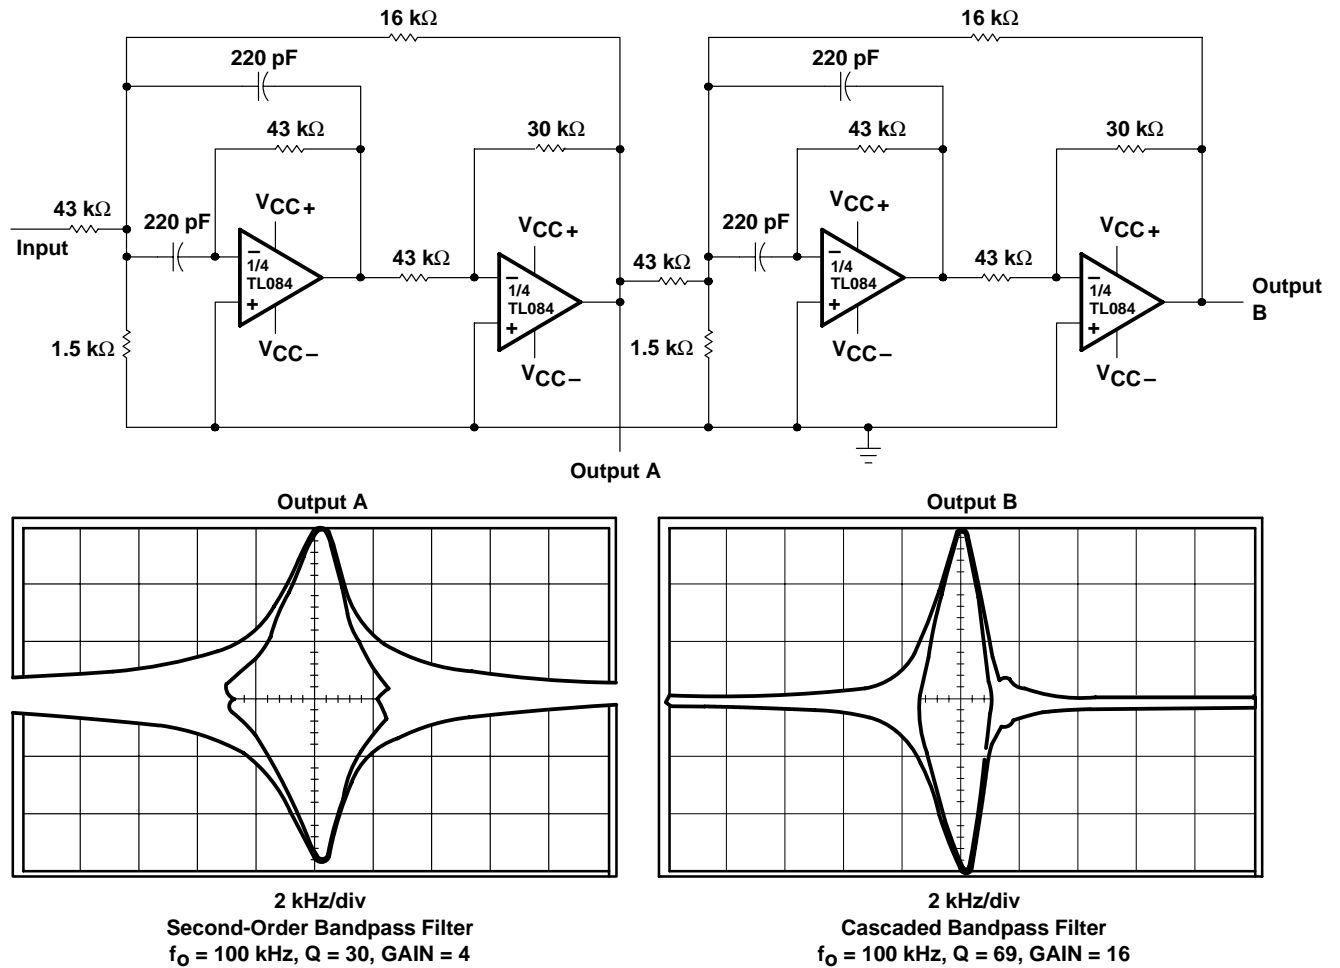 16 kΩ
16 kΩ
220 pF
220 pF
43 kΩ
30 kΩ
43 kΩ
30 kΩ
43 kΩ
Input
220 pF
VCC+
−
1/4
TL084
+
VCC−
43 kΩ
VCC+
−
1/4
TL084
+
VCC−
43 kΩ
220 pF
VCC+
−
1/4
TL084
+
VCC−
43 kΩ
VCC+
−
1/4
TL084
+
VCC−
Output
B
1.5 kΩ
1.5 kΩ
Output A
Output A
Output B
2 kHz/div
Second-Order Bandpass Filter
fo = 100 kHz, Q = 30, GAIN = 4
2 kHz/div
Cascaded Bandpass Filter
fo = 100 kHz, Q = 69, GAIN = 16